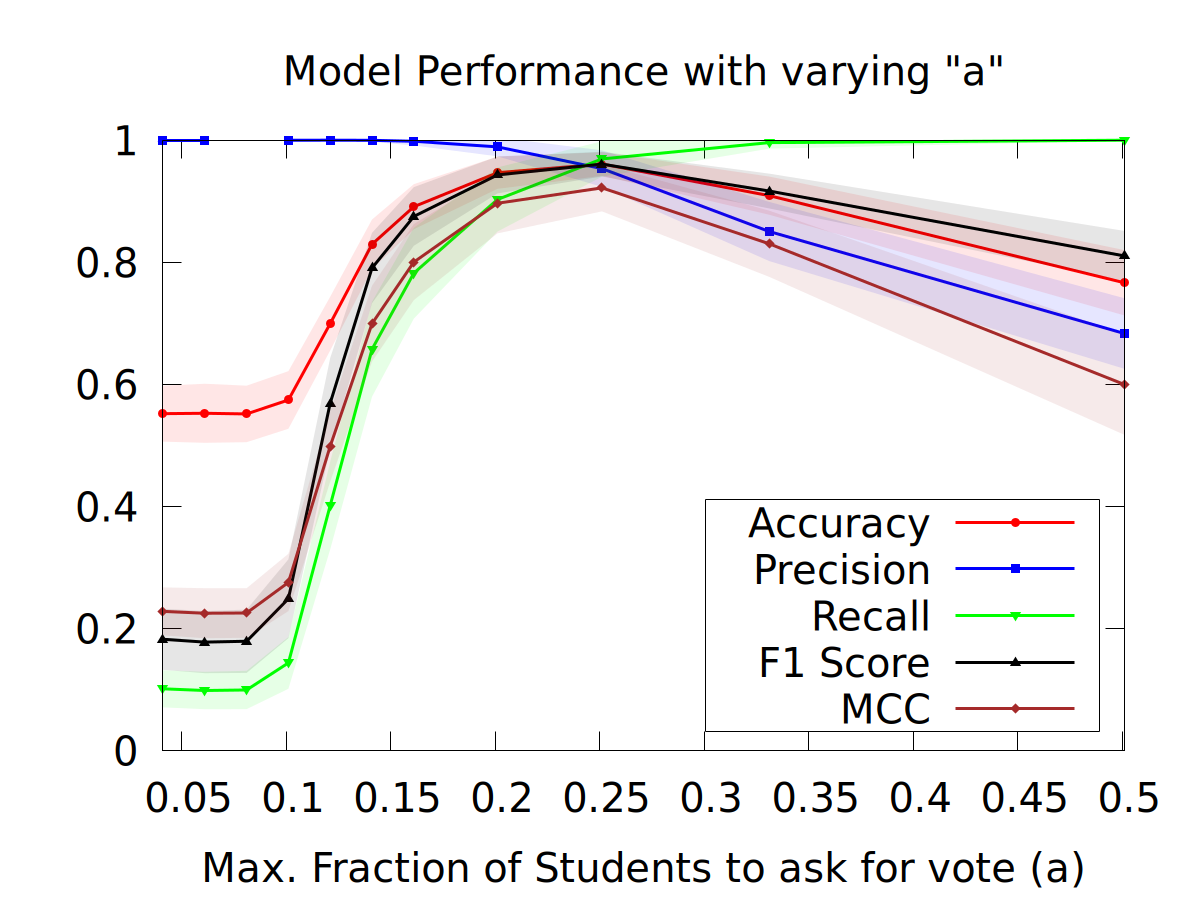 Model Performance with varying "a"
1
0.8
0.6
0.4
0.2
0
Accuracy
Precision
Recall
F1 Score
MCC
0.05 0.1 0.15 0.2 0.25 0.3 0.35 0.4 0.45 0.5
Max. Fraction of Students to ask for vote (a)